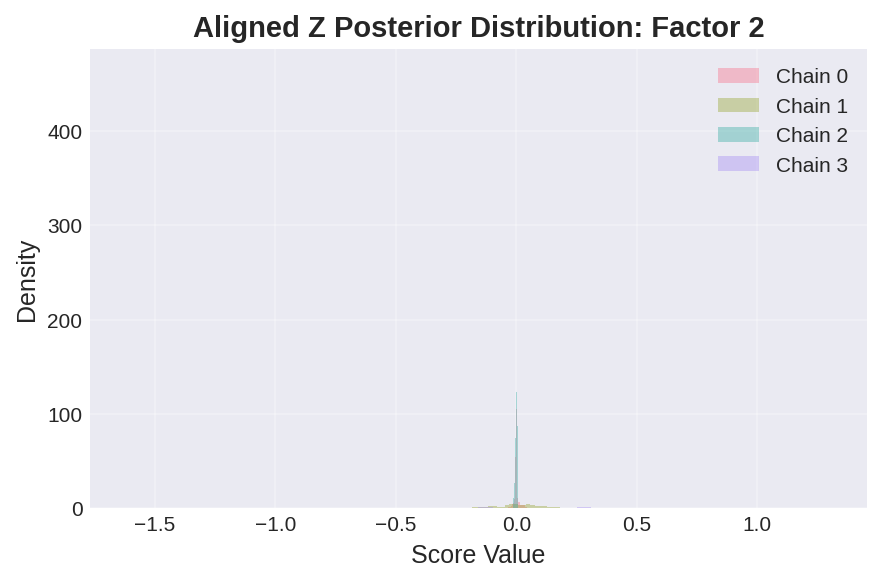 Aligned Z Posterior Distribution: Factor 2
Chain 0
Chain 1
Chain 2
Chain 3
Density
400
300
200
100
0
−1.5
−1.0
−0.5
0.0
0.5
1.0
Score Value